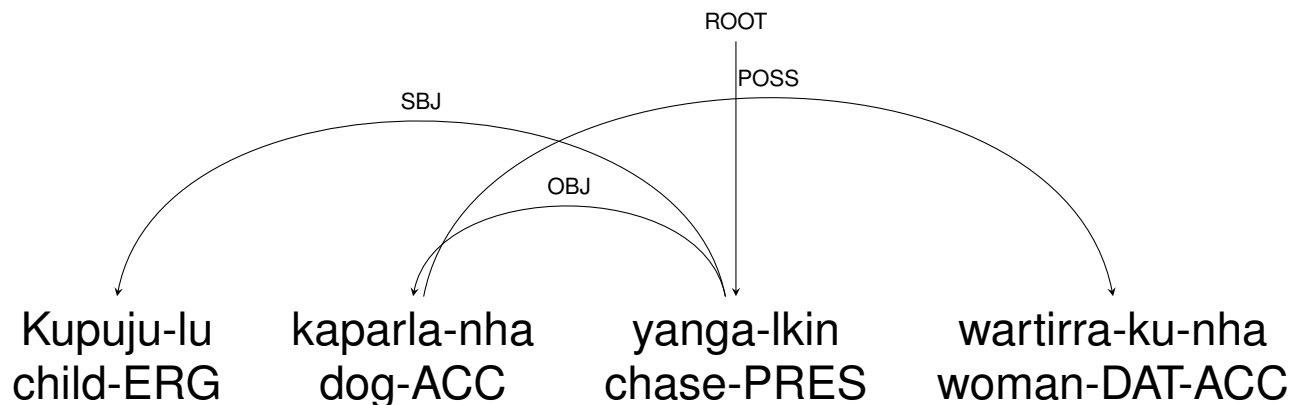 ROOT
POSS
SBJ
OBJ
Kupuju-lu kaparla-nha yanga-lkin wartirra-ku-nha
child-ERG dog-ACC chase-PRES woman-DAT-ACC